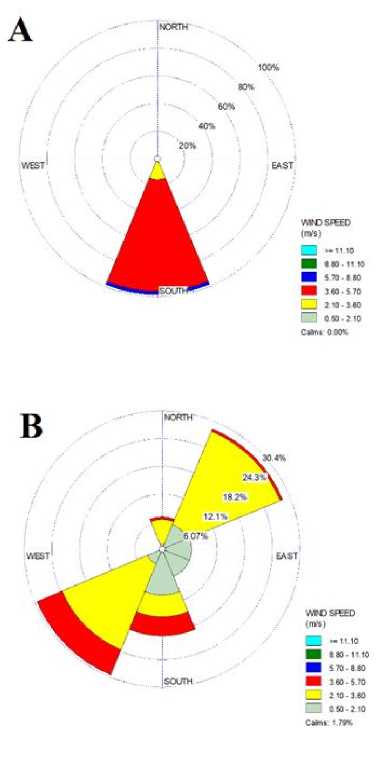 A
NORTH
100%
80%
60%
40%
20%
WEST
EAST
SOUTH
WIND SPEED
(m/s)
>= 11.10
8.80 - 11.10
5.70 - 8.80
3.60 - 5.70
2.10 - 3.60
0.50 - 2.10
Calms: 0.00%
B
NORTH
30.4%
24.3%
18.2%
12.1%
6.07%
WEST
EAST
SOUTH
WIND SPEED
(m/s)
>= 11.10
8.80 - 11.10
5.70 - 8.80
3.60 - 5.70
2.10 - 3.60
0.50 - 2.10
Calms: 1.79%